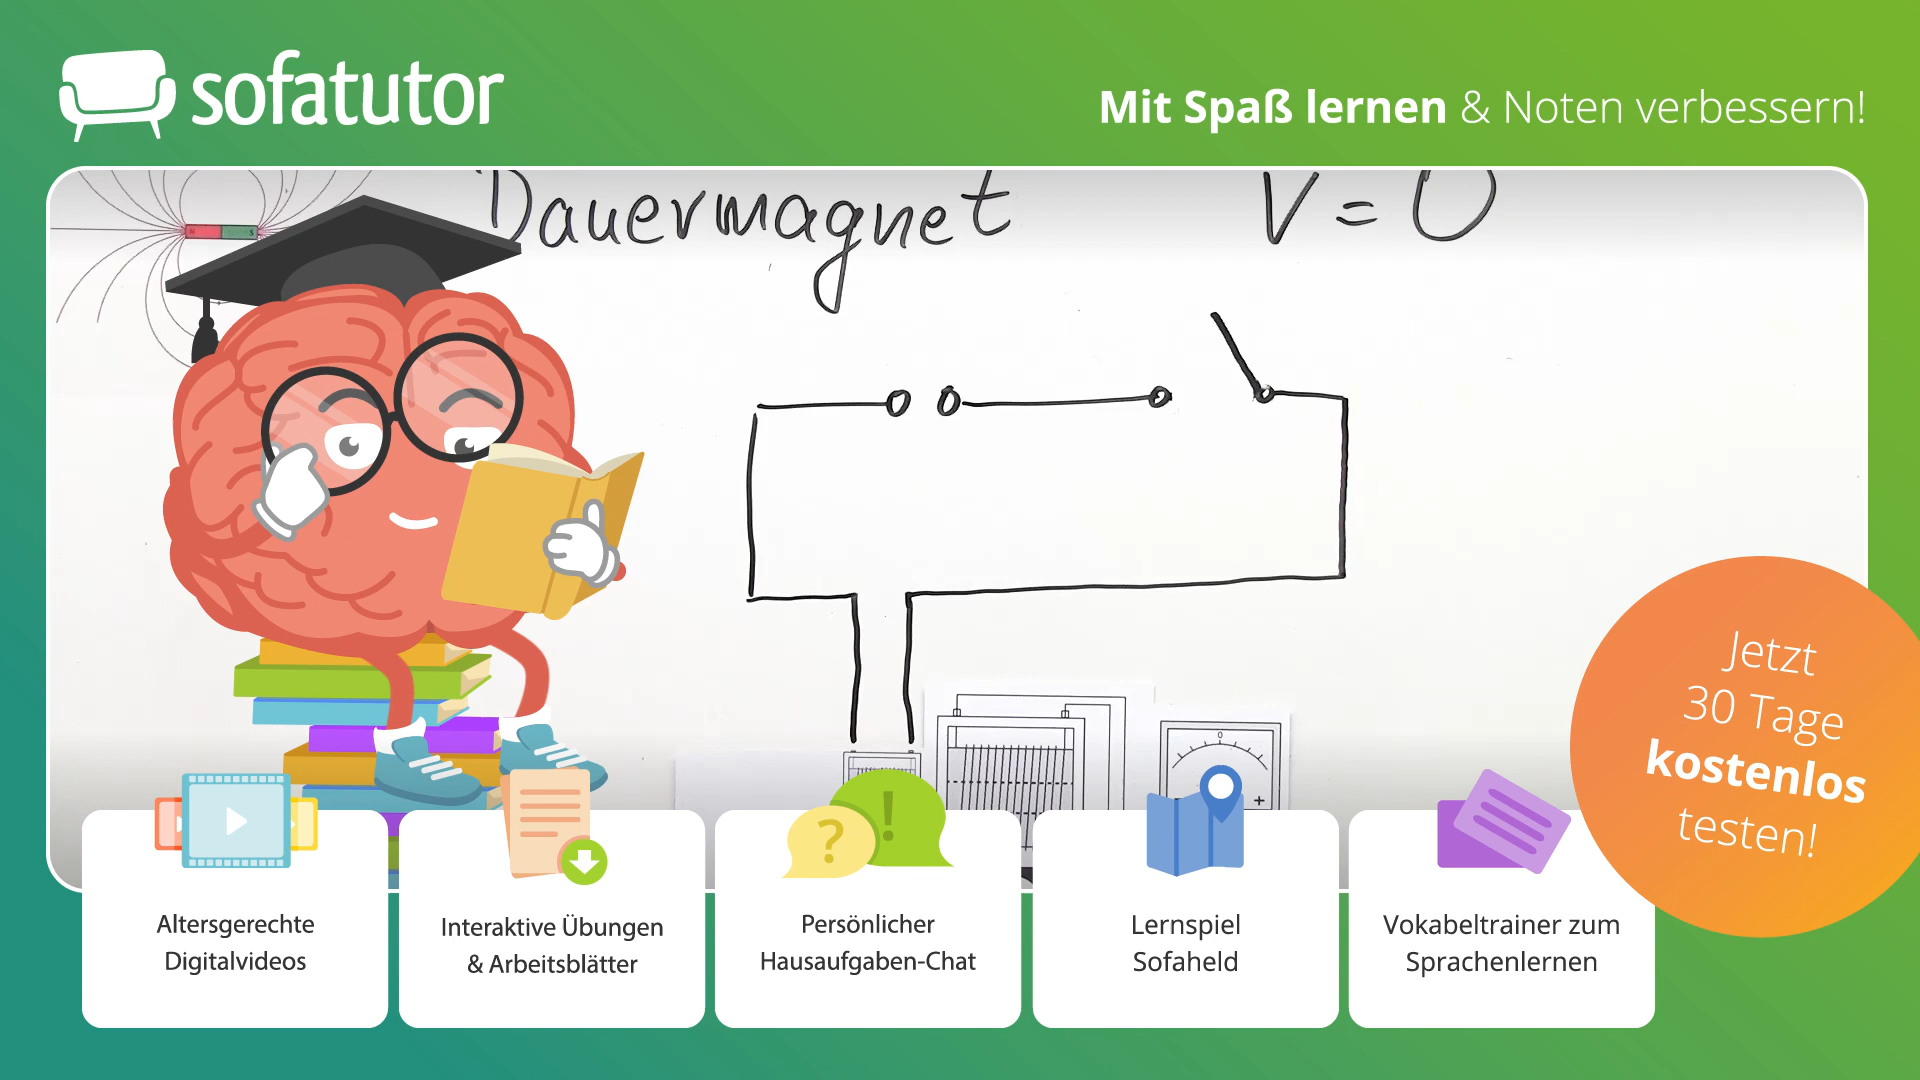 sofatutor
Mit Spaß lernen & Noten verbessern!
Dauermagnet
V = 0
N S
0
+
?
!
Jetzt
30 Tage
kostenlos
testen!
Altersgerechte
Digitalvideos
Interaktive Übungen
& Arbeitsblätter
Persönlicher
Hausaufgaben-Chat
Lernspiel
Sofaheld
Vokabeltrainer zum
Sprachenlernen